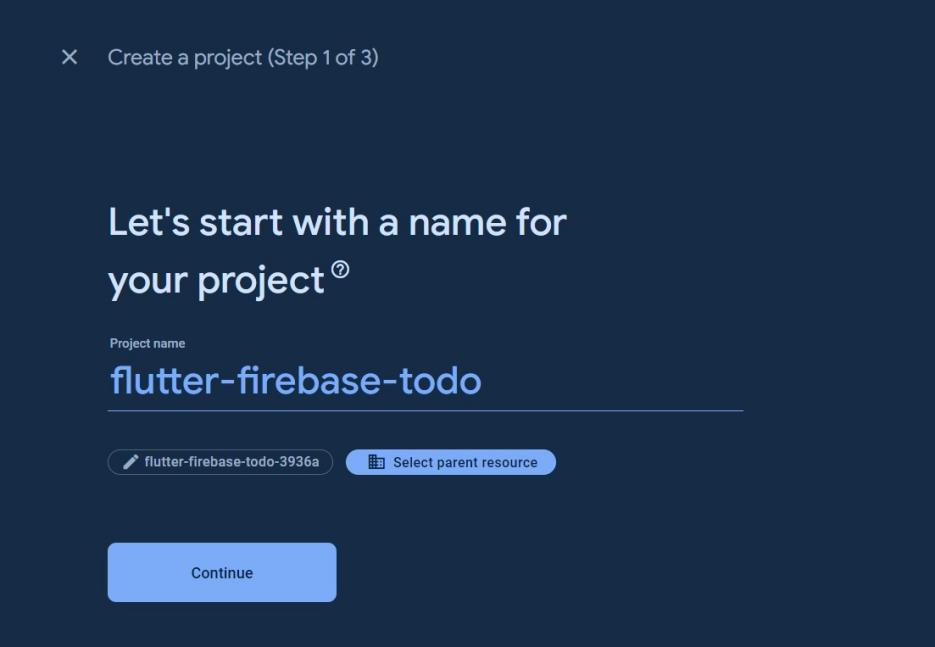 Create a project (Step 1 of 3)
Let's start with a name for
your project
Project name
flutter-firebase-todo
flutter-firebase-todo-3936a
Select parent resource
Continue